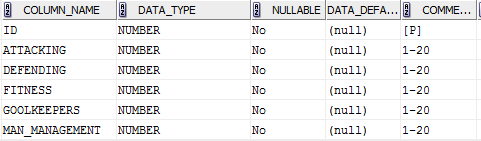 COLUMN_NAME DATA_TYPE NULLABLE DATA_DEFA... COMME...
ID NUMBER No (null) [P]
ATTACKING NUMBER No (null) 1-20
DEFENDING NUMBER No (null) 1-20
FITNESS NUMBER No (null) 1-20
GOOLKEEPERS NUMBER No (null) 1-20
MAN_MANAGEMENT NUMBER No (null) 1-20